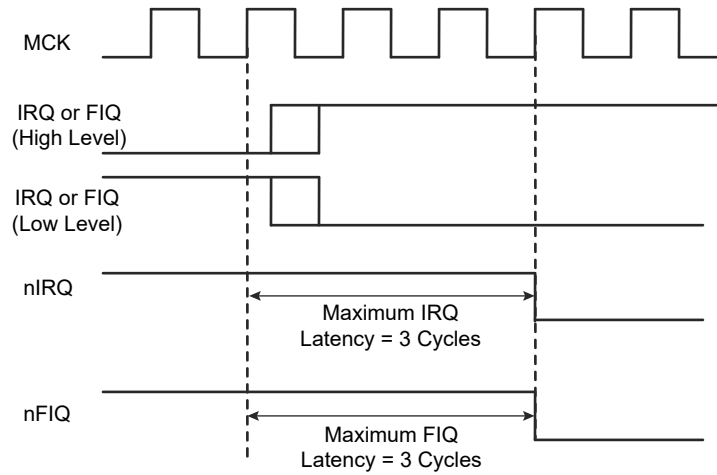 MCK
IRQ or FIQ
(High Level)
IRQ or FIQ
(Low Level)
nIRQ
Maximum IRQ
Latency = 3 Cycles
nFIQ
Maximum FIQ
Latency = 3 Cycles